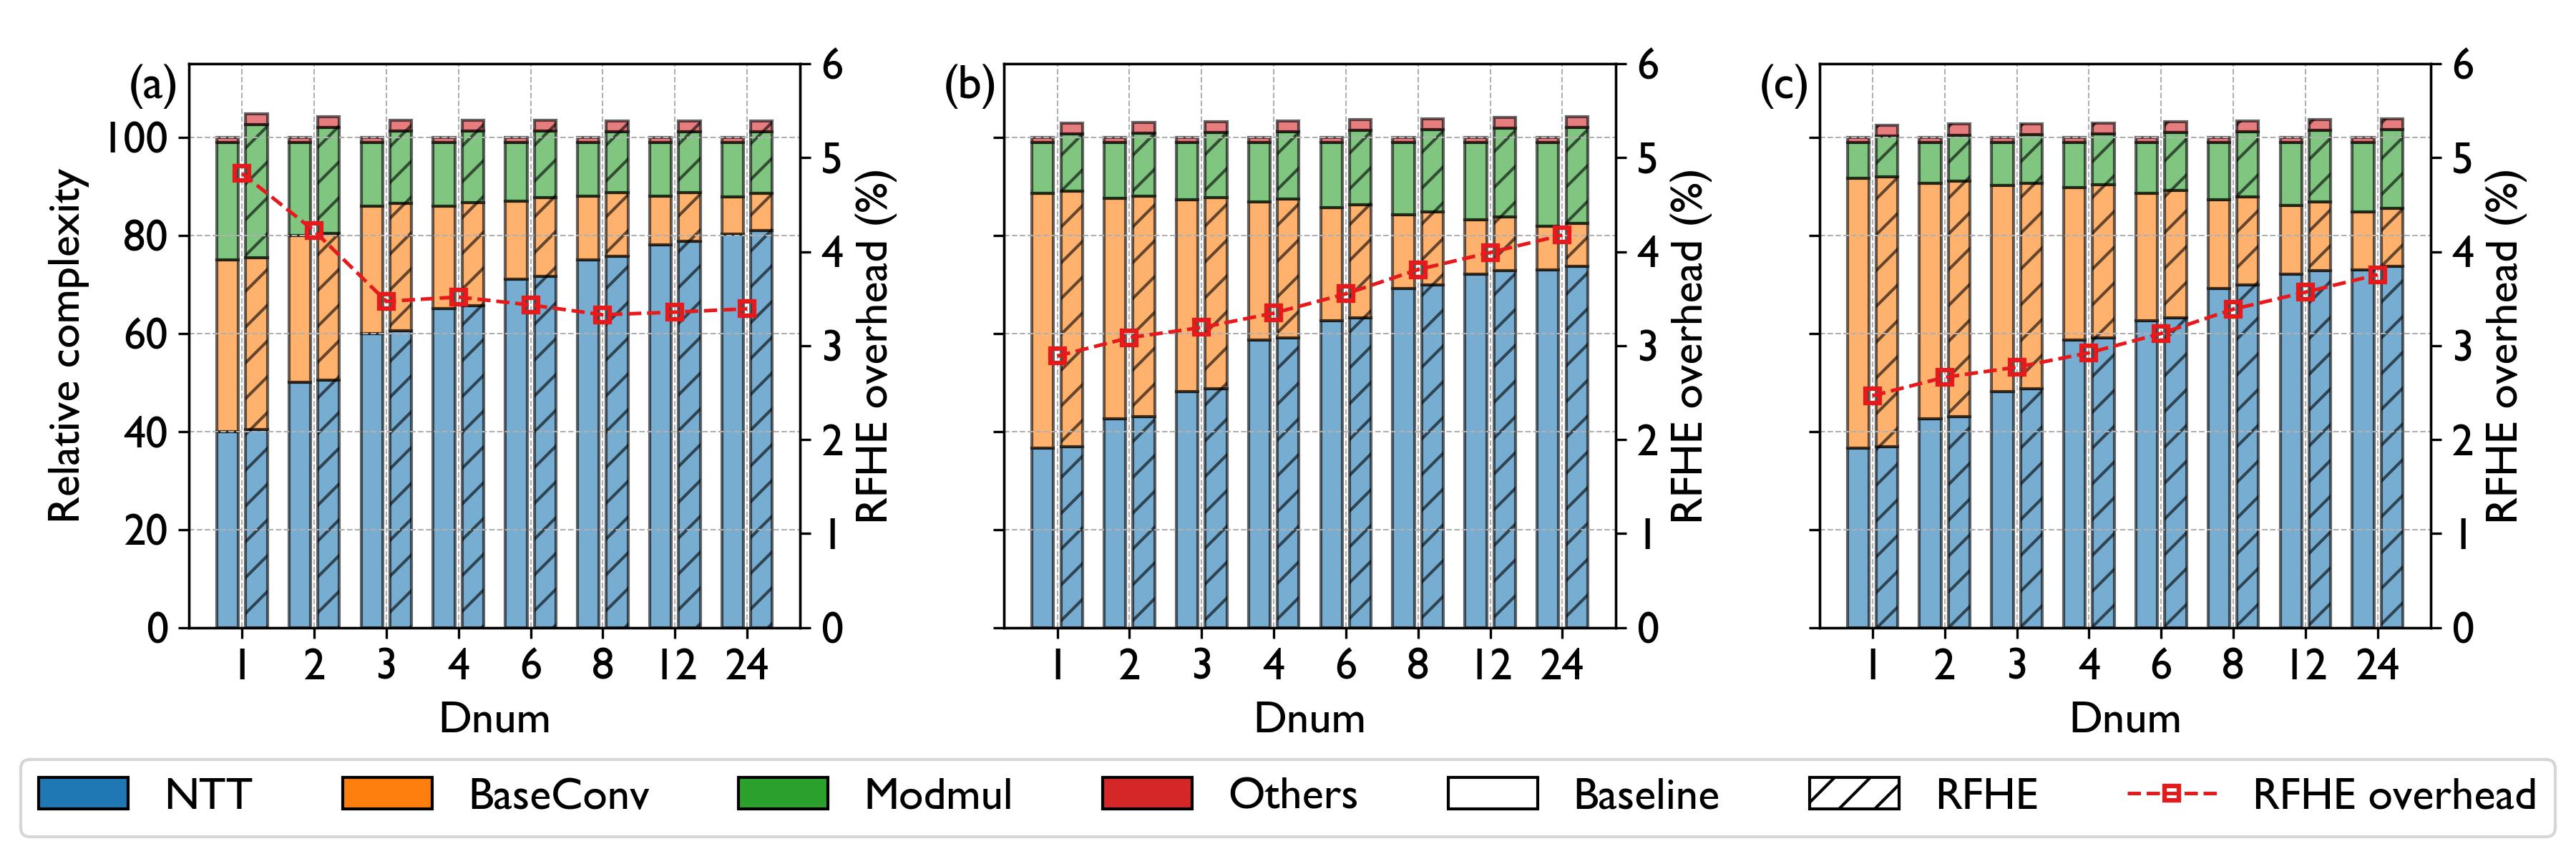 (a)
Relative complexity
100
80
60
40
20
0
6
5
4
3
2
1
0
RFHE overhead (%)
1 2 3 4 6 8 12 24
Dnum
(b)
6
5
4
3
2
1
0
RFHE overhead (%)
1 2 3 4 6 8 12 24
Dnum
(c)
6
5
4
3
2
1
0
RFHE overhead (%)
1 2 3 4 6 8 12 24
Dnum
NTT BaseConv Modmul Others Baseline RFHE RFHE overhead